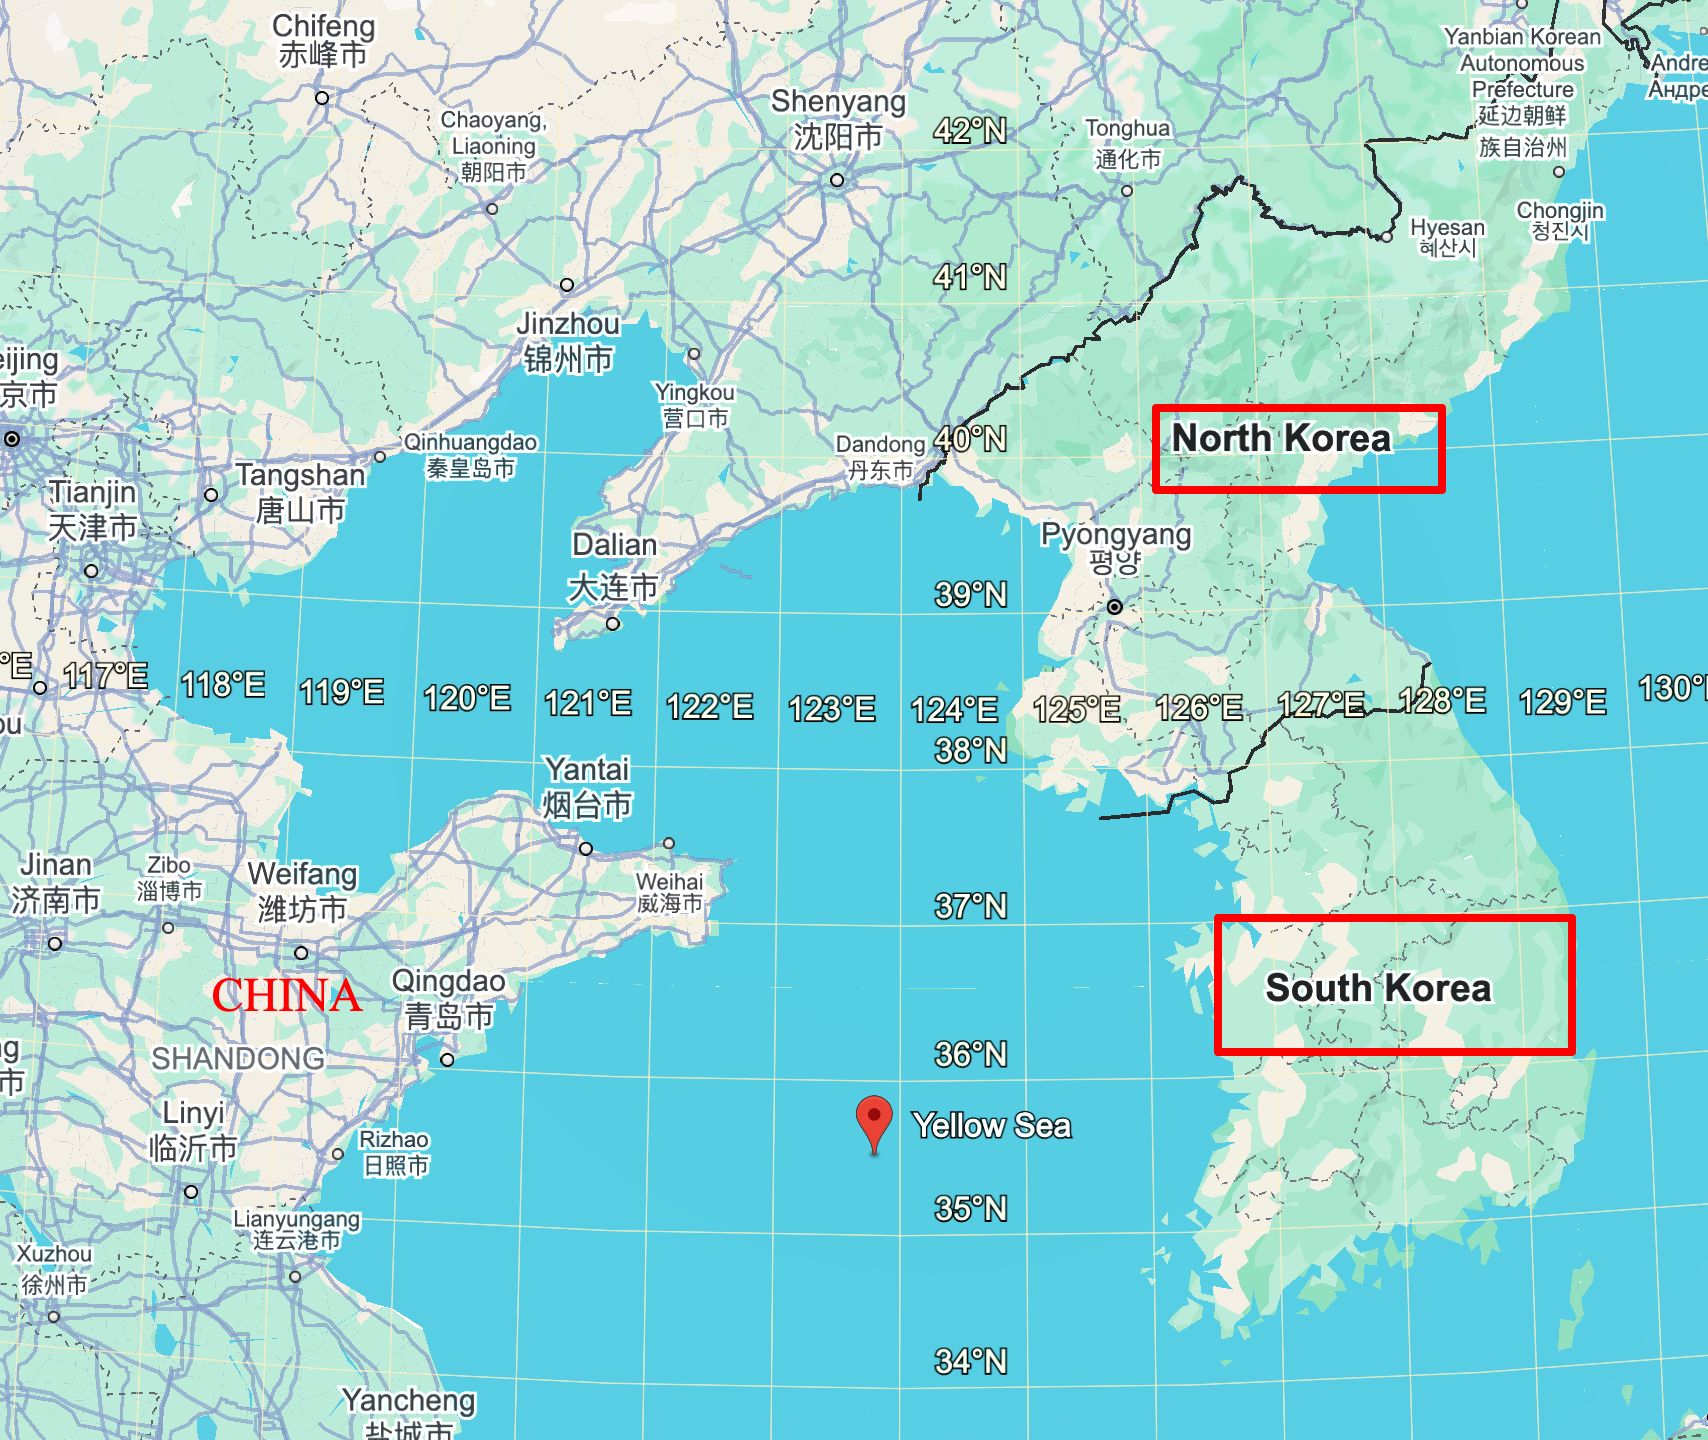 Chifeng
赤峰市
Chaoyang,
Liaoning
朝阳市
Shenyang
沈阳市
42°N
Tonghua
通化市
Yanbian Korean
Autonomous
Prefecture
延边朝鲜
族自治州
Andre
Андре
Chongjin
청진시
Hyesan
혜산시
41°N
Jinzhou
锦州市
eijing
京市
Yingkou
营口市
Qinhuangdao
秦皇岛市
Dandong
丹东市
40°N
North Korea
Tangshan
唐山市
Tianjin
天津市
Dalian
大连市
Pyongyang
평양
39°N
°E
117°E
118°E
119°E
120°E
121°E
122°E
123°E
124°E
125°E
126°E
127°E
128°E
129°E
130°E
ou
38°N
Yantai
烟台市
Jinan
济南市
Zibo
淄博市
Weifang
潍坊市
Weihai
威海市
37°N
CHINA
Qingdao
青岛市
South Korea
SHANDONG
g
市
36°N
Linyi
临沂市
Rizhao
日照市
Yellow Sea
35°N
Lianyungang
连云港市
Xuzhou
徐州市
34°N
Yancheng
盐城市